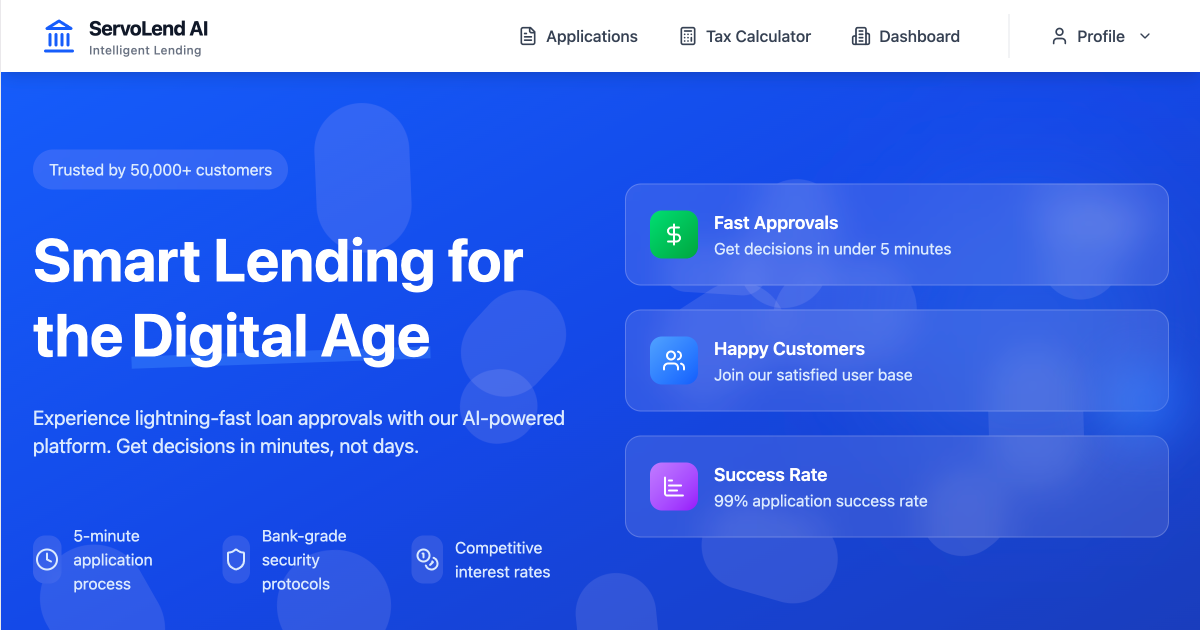 ServoLend AI
Intelligent Lending
Applications
Tax Calculator
Dashboard
Profile
Trusted by 50,000+ customers
Smart Lending for
the Digital Age
Experience lightning-fast loan approvals with our AI-powered
platform. Get decisions in minutes, not days.
5-minute
application
process
Bank-grade
security
protocols
Competitive
interest rates
Fast Approvals
Get decisions in under 5 minutes
Happy Customers
Join our satisfied user base
Success Rate
99% application success rate